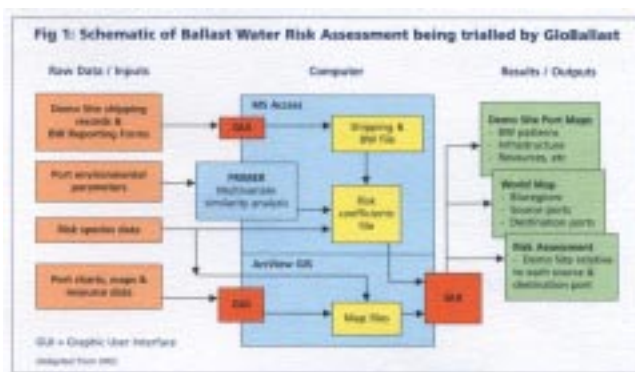 Fig 1: Schematic of Ballast Water Risk Assessment being trialled by GloBallast
Raw Data / Inputs
Computer
Results / Outputs
Demo Site shipping
records &
BW Reporting Forms
Port environmental
parameters
Risk species data
Port charts, maps &
resource data
MS Access
GUI
Shipping &
BW file
PRIMER
Multivariate
similarity analysis
Risk
coefficients
file
ArcView GIS
Map files
GUI
Demo Site Port Maps
- BW patterns
- Infrastructure
- Resources, etc
World Map
- Bioregions
- Source ports
- Destination ports
Risk Assessment
- Demo Site relative
to each source &
destination port
GUI = Graphic User Interface